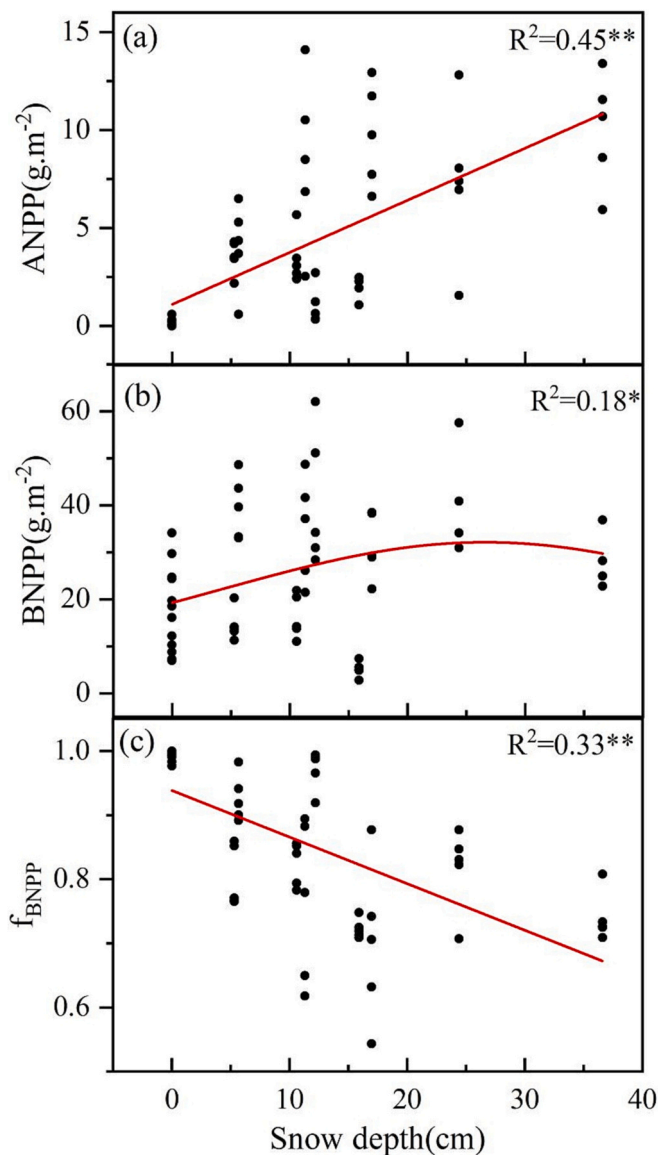 (a)
R²=0.45**
15
10
5
0
ANPP(g.m⁻²)
(b)
R²=0.18*
60
40
20
0
BNPP(g.m⁻²)
(c)
R²=0.33**
1.0
0.8
0.6
f_BNPP
0 10 20 30 40
Snow depth(cm)